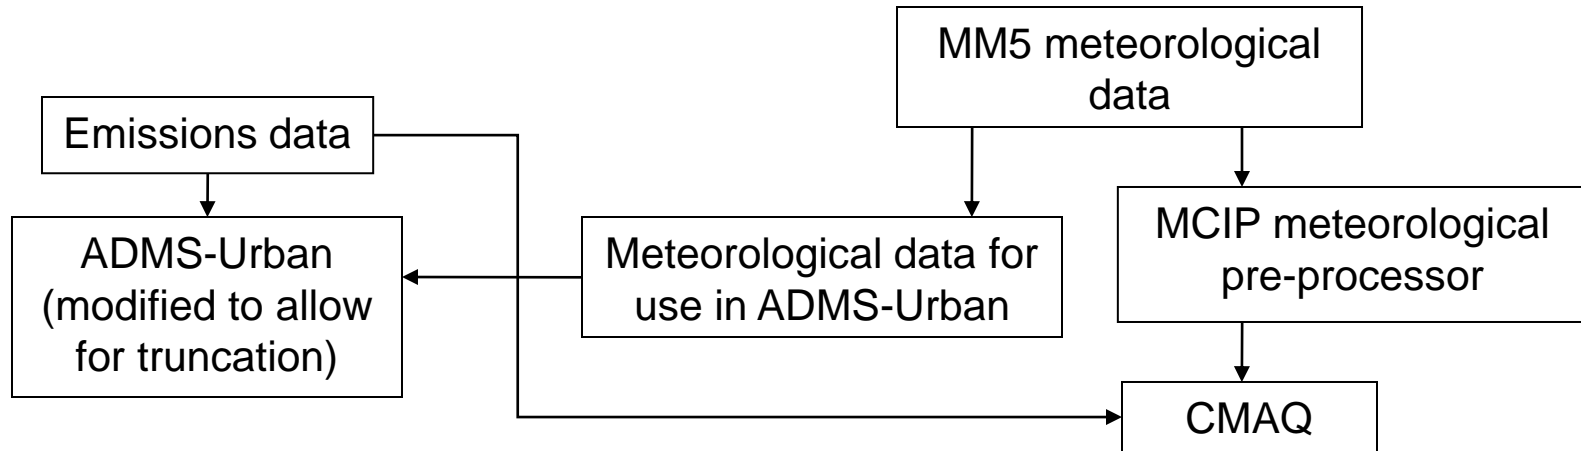 MM5 meteorological
data
Emissions data
ADMS-Urban
(modified to allow
for truncation)
Meteorological data for
use in ADMS-Urban
MCIP meteorological
pre-processor
CMAQ